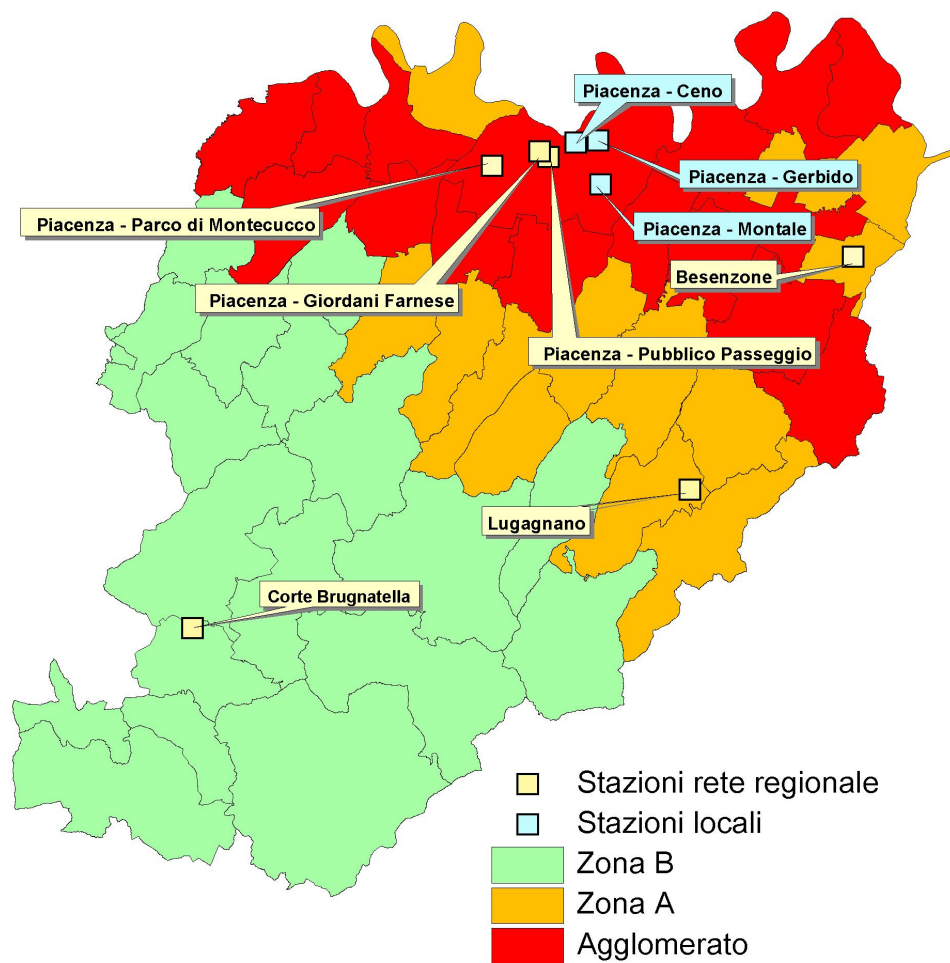 Piacenza - Ceno
Piacenza - Gerbido
Piacenza - Parco di Montecucco
Piacenza - Montale
Besenzone
Piacenza - Giordani Farnese
Piacenza - Pubblico Passeggio
Lugagnano
Corte Brugnatella
Stazioni rete regionale
Stazioni locali
Zona B
Zona A
Agglomerato